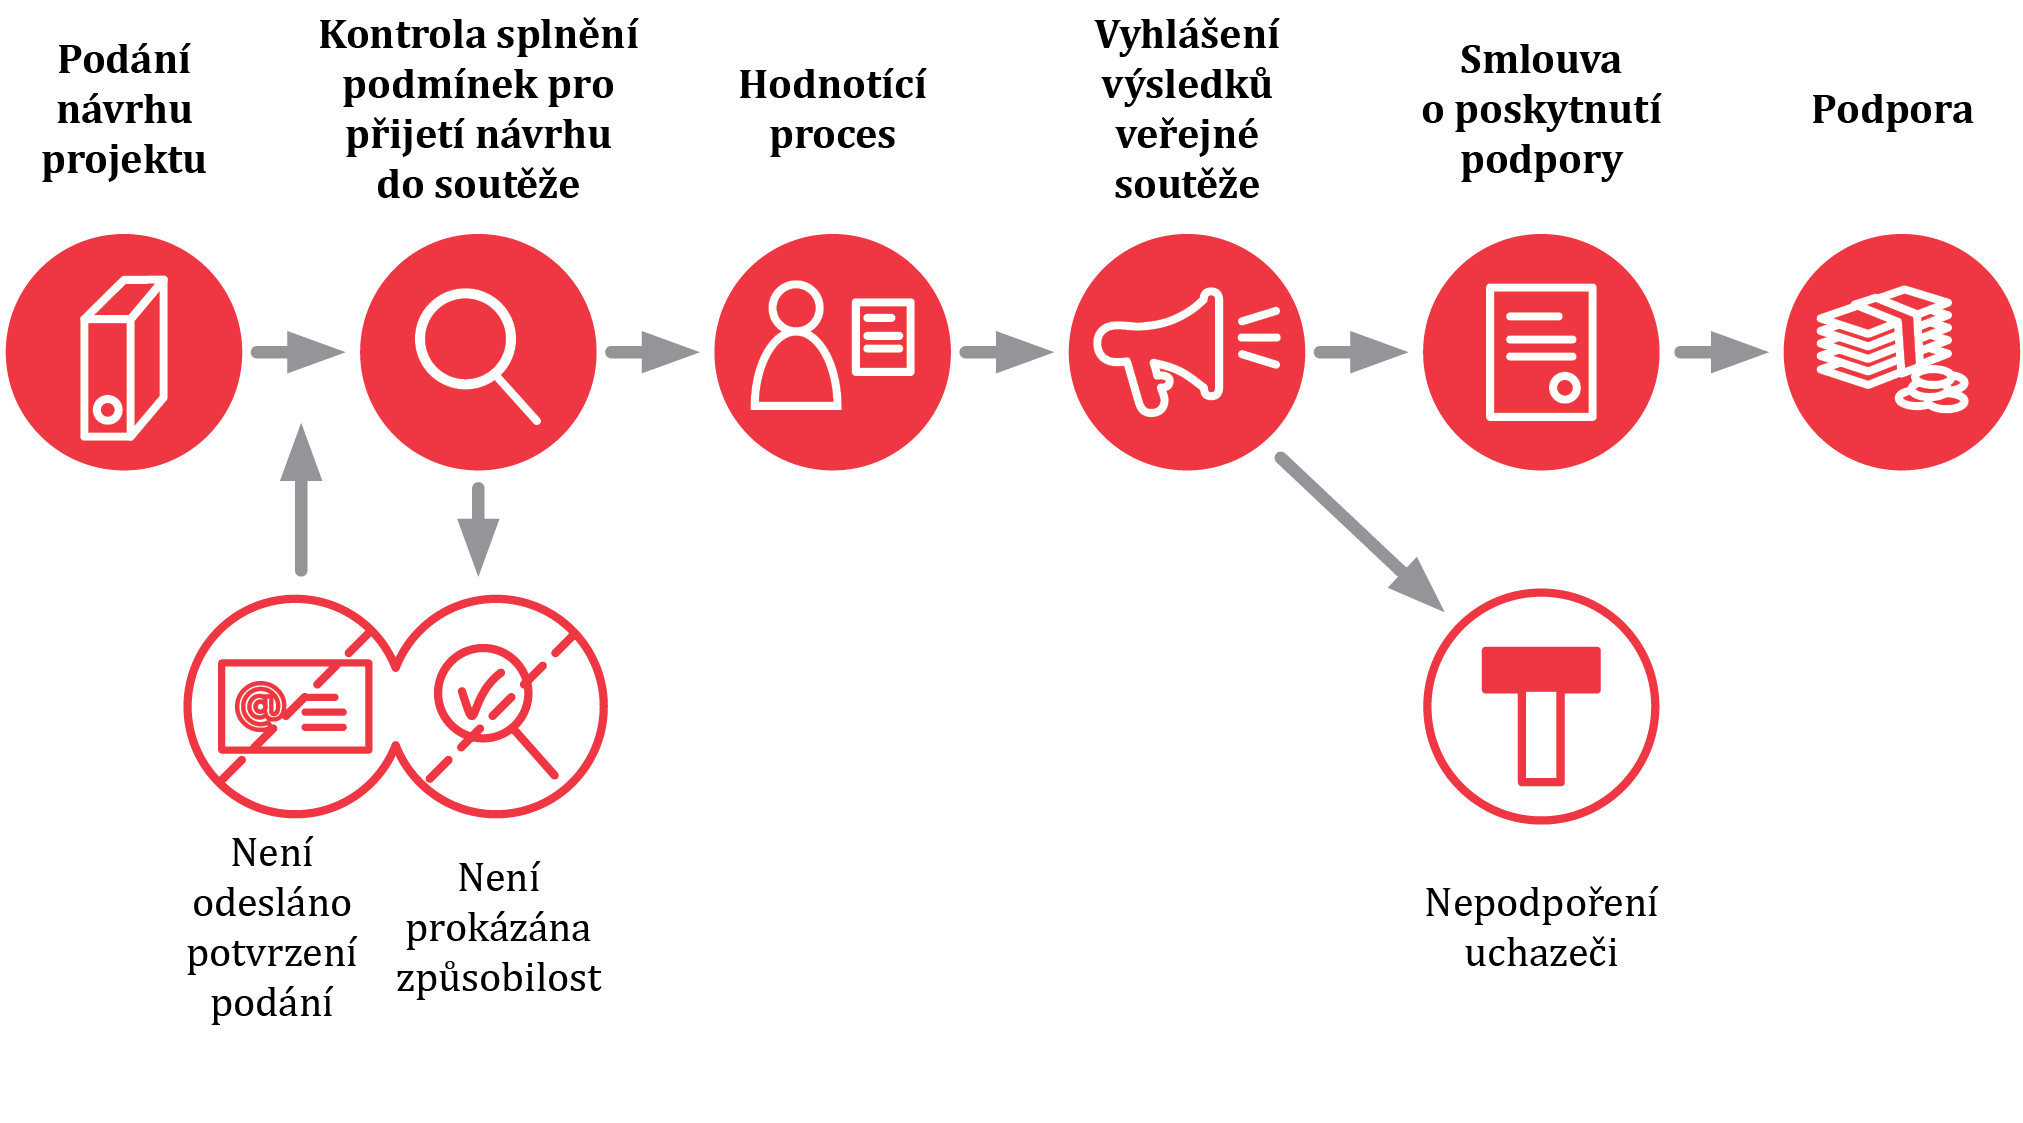 Podání
návrhu
projektu
Kontrola splnění
podmínek pro
přijetí návrhu
do soutěže
Hodnotící
proces
Vyhlášení
výsledků
veřejné
soutěže
Smlouva
o poskytnutí
podpory
Podpora
@
Není
odesláno
potvrzení
podání
Není
prokázána
způsobilost
Nepodpoření
uchazeči